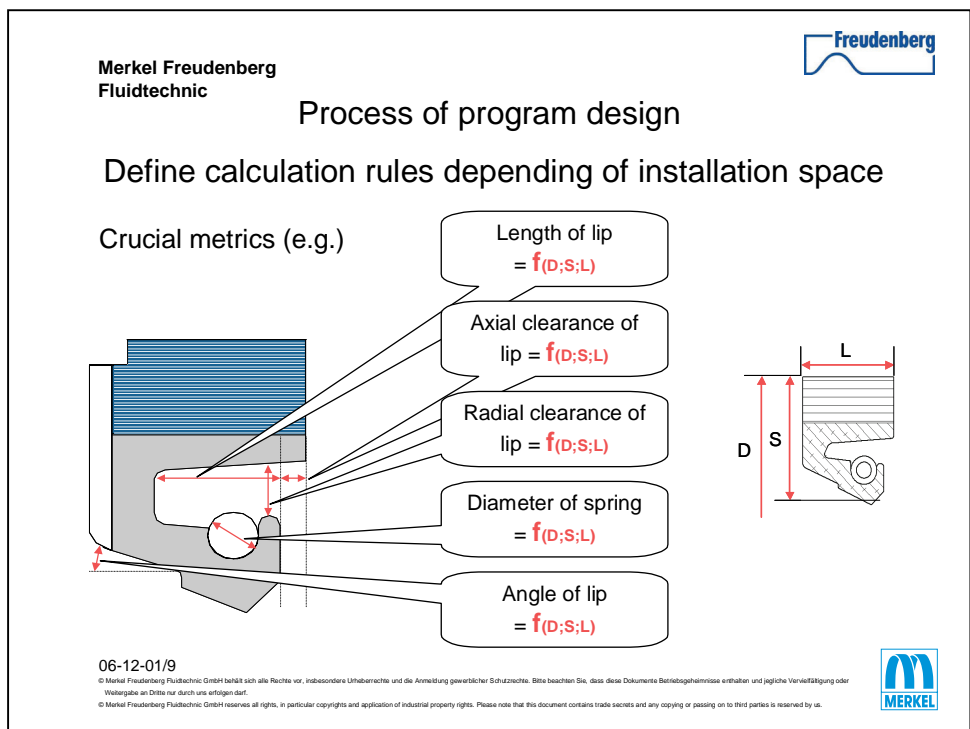 Merkel Freudenberg
Fluidtechnic
Freudenberg
Process of program design
Define calculation rules depending of installation space
Crucial metrics (e.g.)
Length of lip
= f(D;S;L)
Axial clearance of
lip = f(D;S;L)
Radial clearance of
lip = f(D;S;L)
Diameter of spring
= f(D;S;L)
Angle of lip
= f(D;S;L)
L
D
S
06-12-01/9
© Merkel Freudenberg Fluidtechnic GmbH behält sich alle Rechte vor, insbesondere Urheberrechte und die Anmeldung gewerblicher Schutzrechte. Bitte beachten Sie, dass diese Dokumente Betriebsgeheimnisse enthalten und jegliche Vervielfältigung oder
Weitergabe an Dritte nur durch uns erfolgen darf.
© Merkel Freudenberg Fluidtechnic GmbH reserves all rights, in particular copyrights and application of industrial property rights. Please note that this document contains trade secrets and any copying or passing on to third parties is reserved by us.
MERKEL